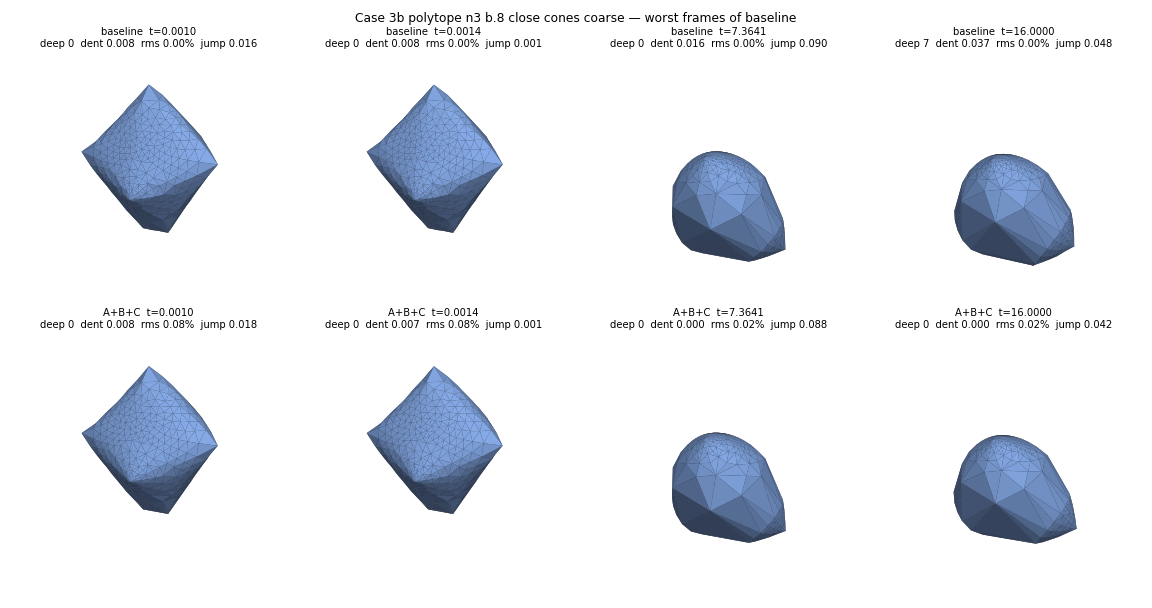 Case 3b polytope n3 b.8 close cones coarse — worst frames of baseline
baseline  t=0.0010
deep 0  dent 0.008  rms 0.00%  jump 0.016
baseline  t=0.0014
deep 0  dent 0.008  rms 0.00%  jump 0.001
baseline  t=7.3641
deep 0  dent 0.016  rms 0.00%  jump 0.090
baseline  t=16.0000
deep 7  dent 0.037  rms 0.00%  jump 0.048
A+B+C  t=0.0010
deep 0  dent 0.008  rms 0.08%  jump 0.018
A+B+C  t=0.0014
deep 0  dent 0.007  rms 0.08%  jump 0.001
A+B+C  t=7.3641
deep 0  dent 0.000  rms 0.02%  jump 0.088
A+B+C  t=16.0000
deep 0  dent 0.000  rms 0.02%  jump 0.042